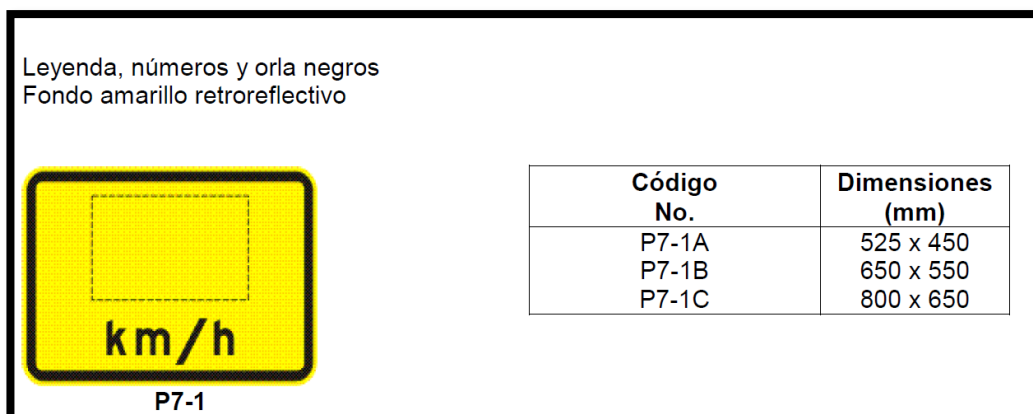 Leyenda, números y orla negros
Fondo amarillo retroreflectivo
km/h
P7-1
Código No. Dimensiones (mm)
P7-1A 525 x 450
P7-1B 650 x 550
P7-1C 800 x 650